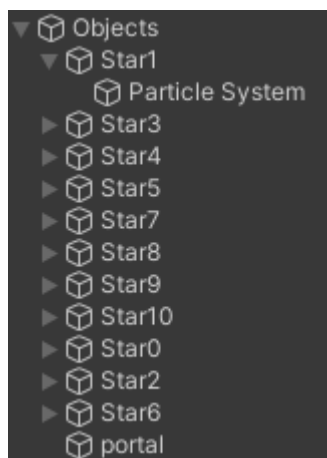 Objects
Star1
Particle System
Star3
Star4
Star5
Star7
Star8
Star9
Star10
Star0
Star2
Star6
portal